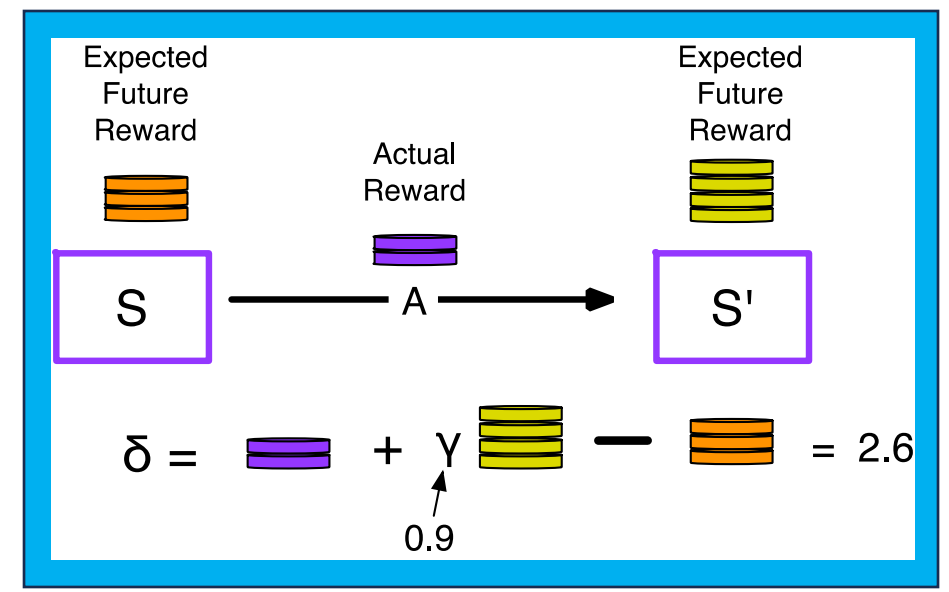 Expected
Future
Reward
Actual
Reward
Expected
Future
Reward
S
A
S'
δ = + γ − = 2.6
0.9